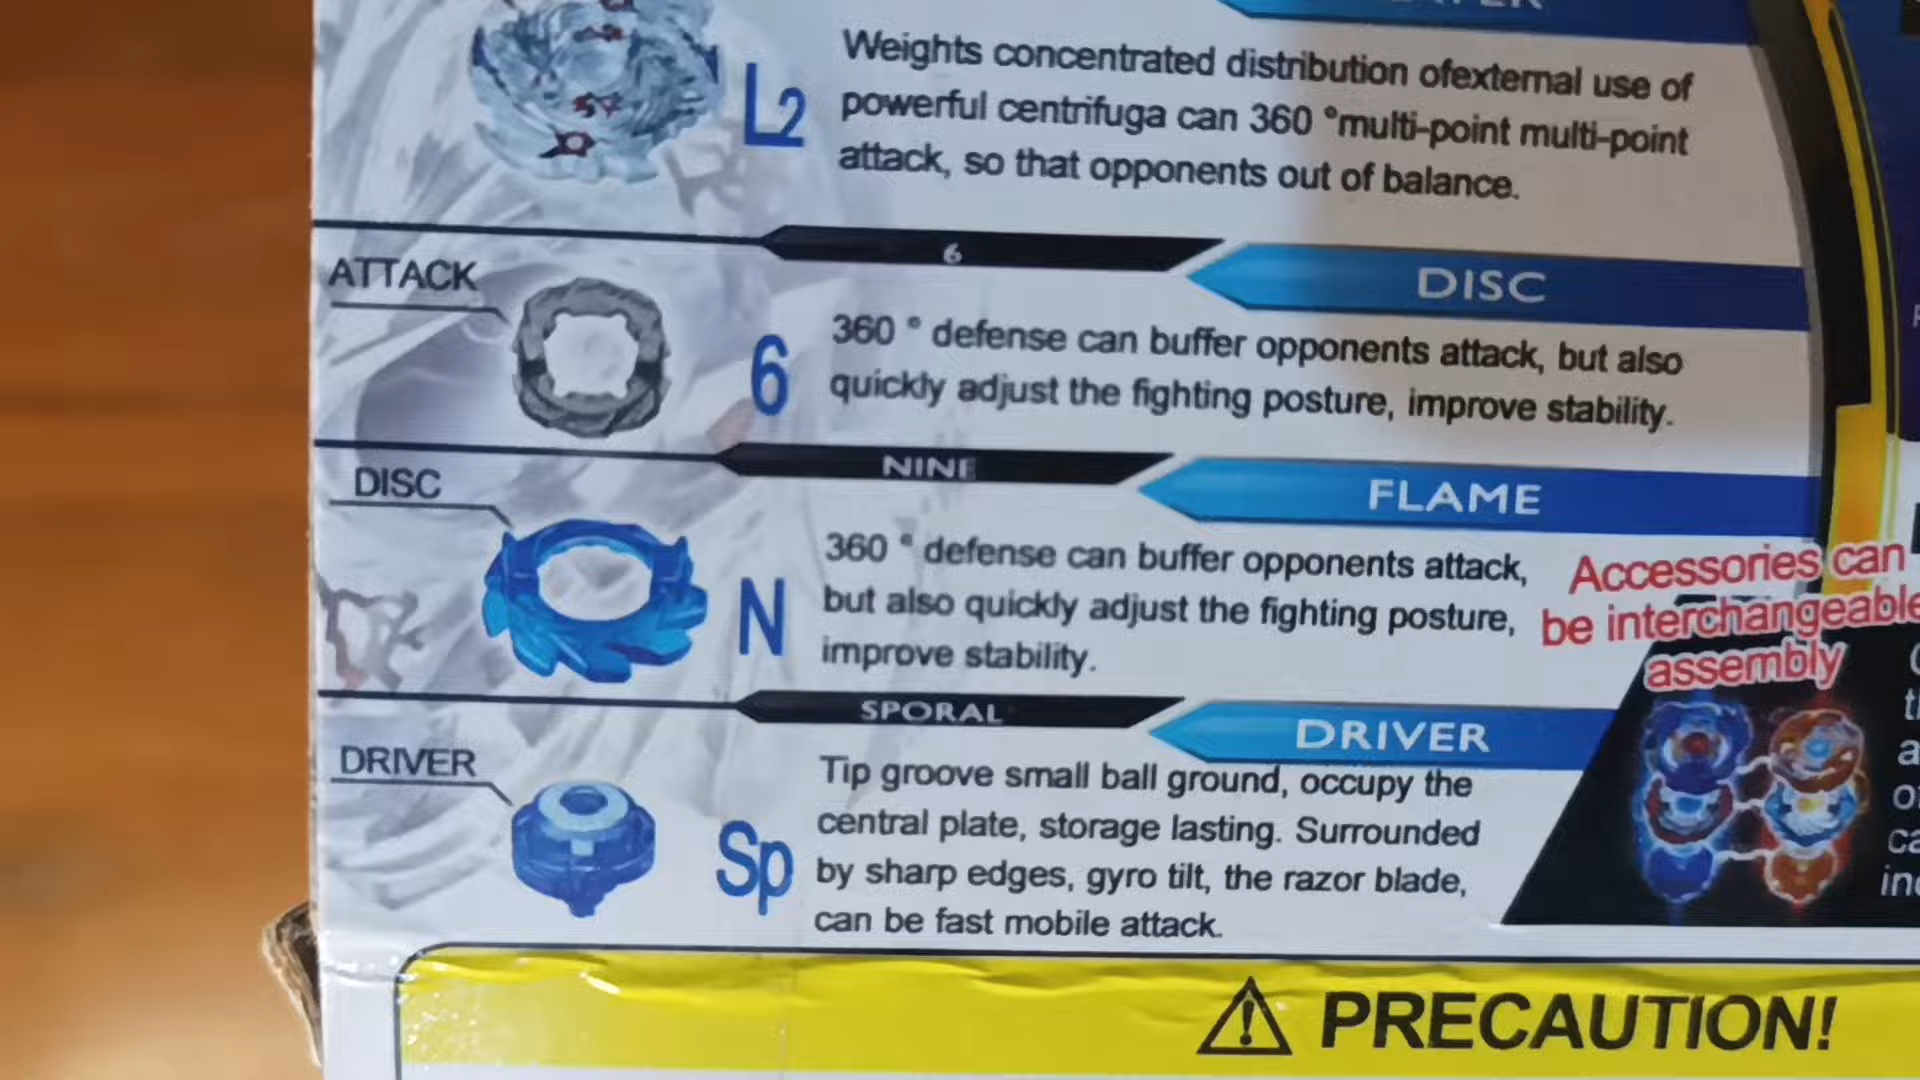 L2
Weights concentrated distribution ofexternal use of
powerful centrifuga can 360 °multi-point multi-point
attack, so that opponents out of balance.
6
DISC
ATTACK
6
360 ° defense can buffer opponents attack, but also
quickly adjust the fighting posture, improve stability.
NINE
FLAME
DISC
N
360 ° defense can buffer opponents attack,
but also quickly adjust the fighting posture,
improve stability.
Accessories can
be interchangeable
assembly
SPORAL
DRIVER
DRIVER
Sp
Tip groove small ball ground, occupy the
central plate, storage lasting. Surrounded
by sharp edges, gyro tilt, the razor blade,
can be fast mobile attack.
PRECAUTION!